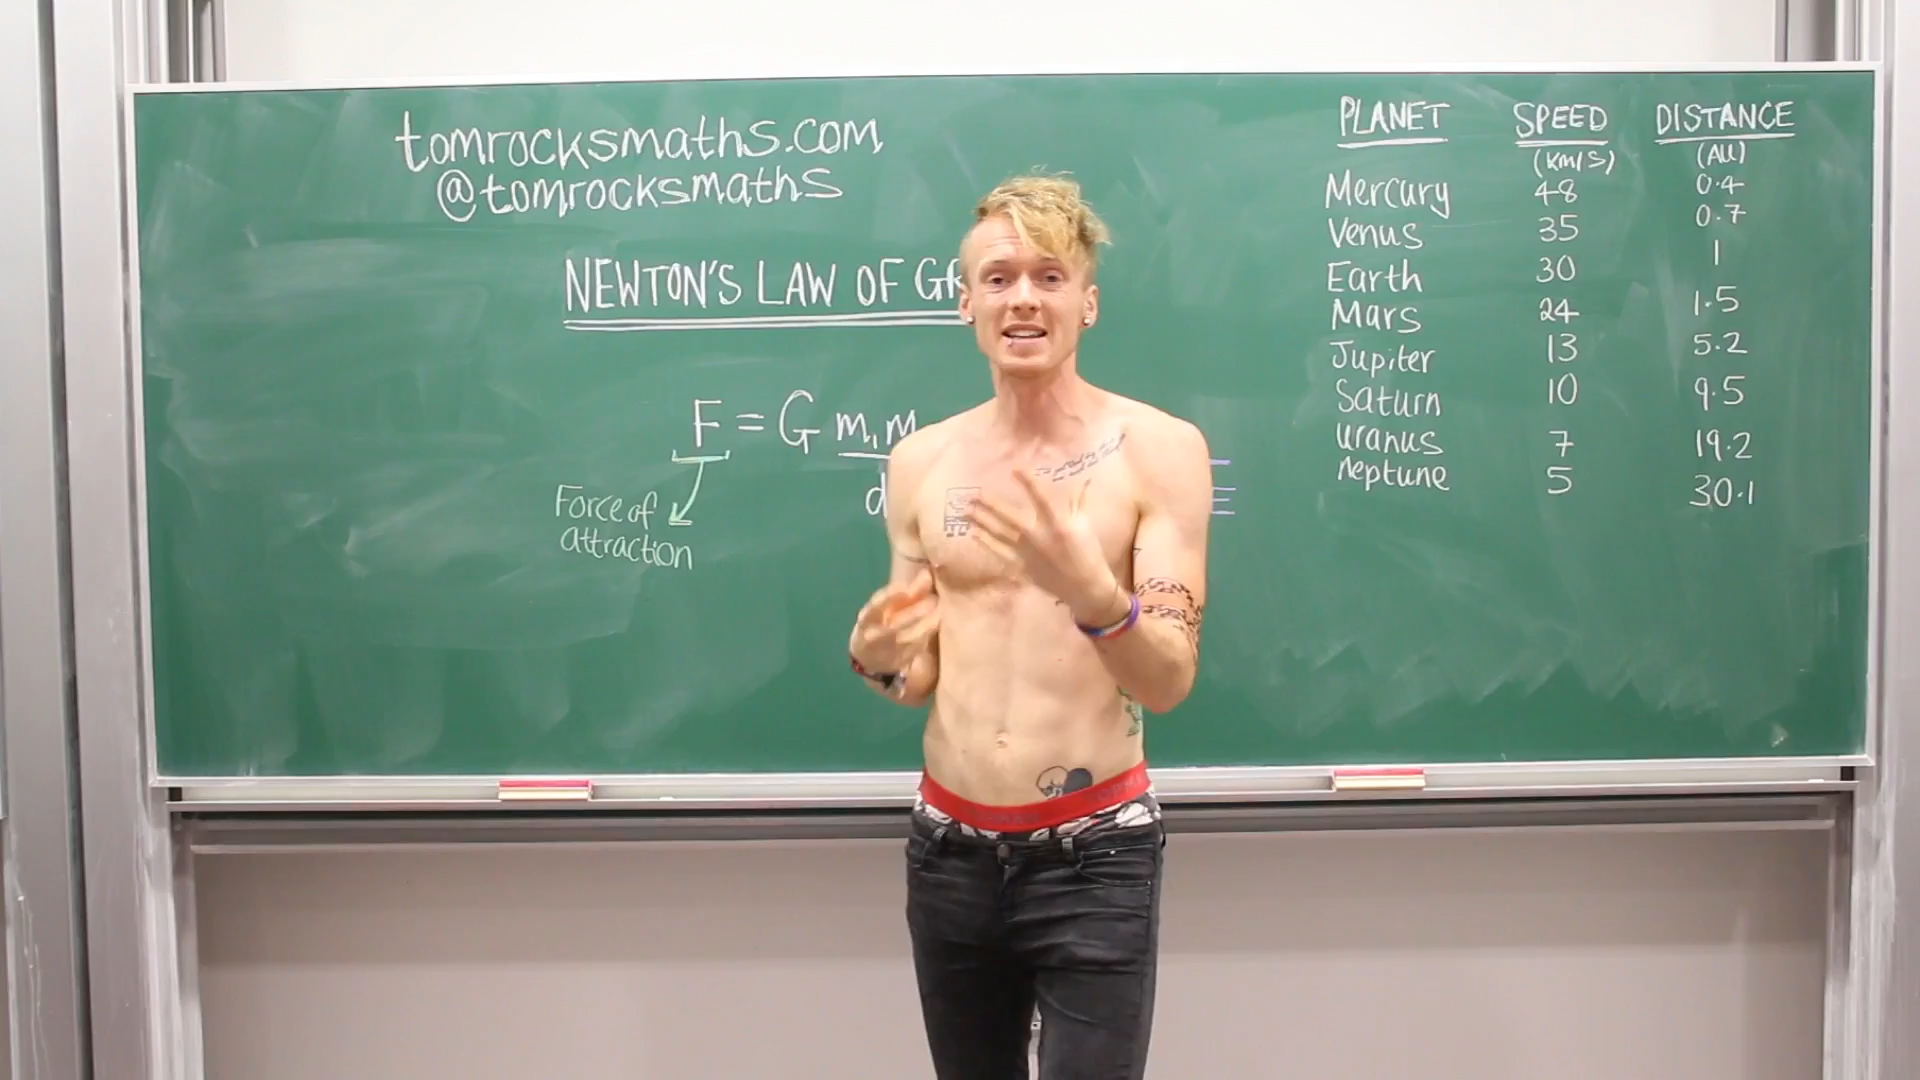 tomrocksmaths.com
@tomrocksmaths
NEWTON'S LAW OF GR
F = G m₁m
d
Force of
attraction
E
PLANET SPEED DISTANCE
(KM/S) (AU)
Mercury 48 0.4
Venus 35 0.7
Earth 30 1
Mars 24 1.5
Jupiter 13 5.2
Saturn 10 9.5
Uranus 7 19.2
Neptune 5 30.1